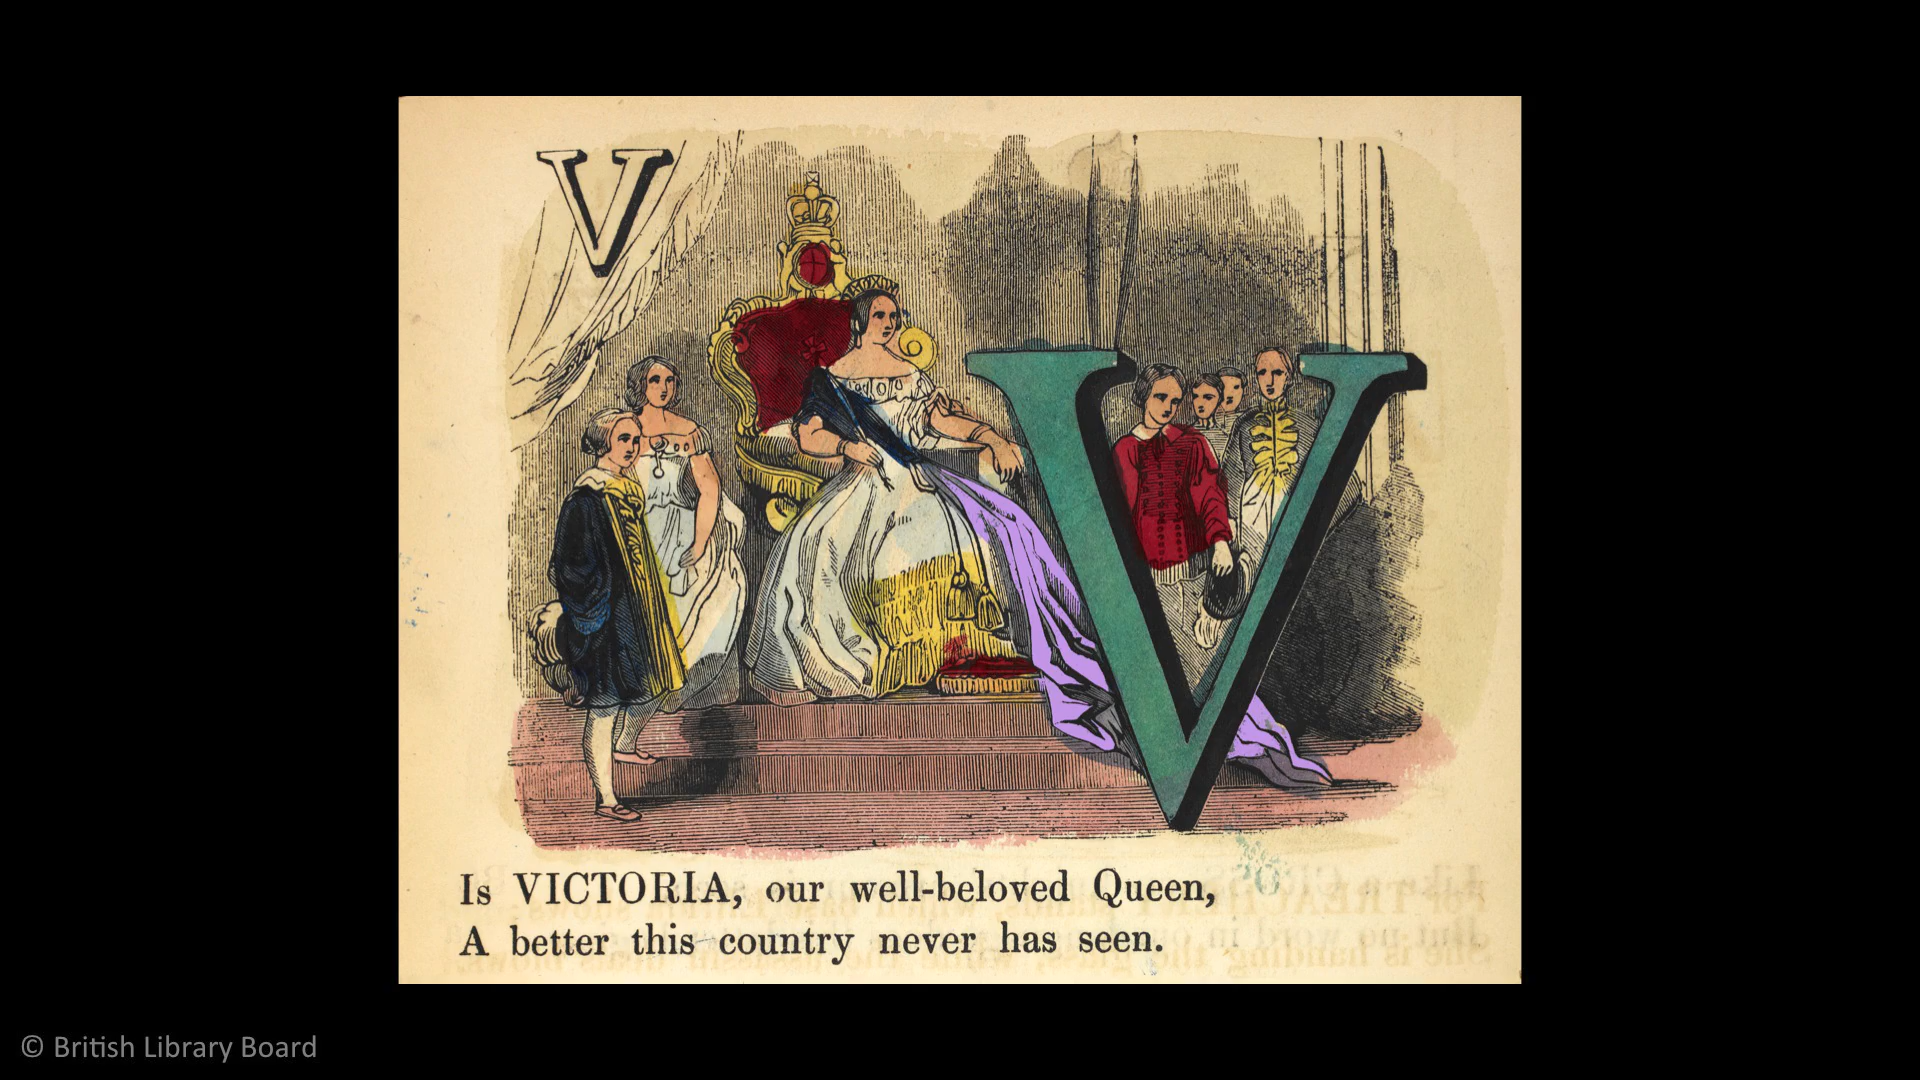 V
V
Is VICTORIA, our well-beloved Queen,
A better this country never has seen.
© British Library Board